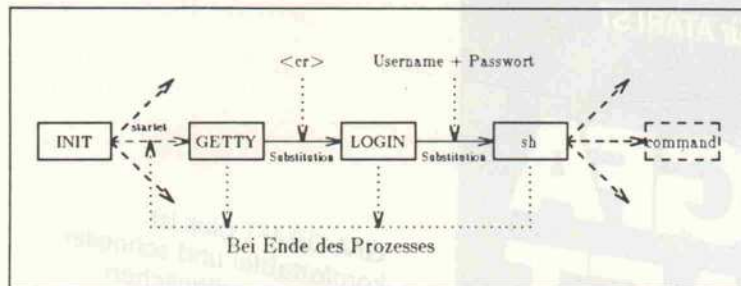 <cr>
Username + Passwort
INIT
startet
GETTY
Substitution
LOGIN
Substitution
sh
command
Bei Ende des Prozesses